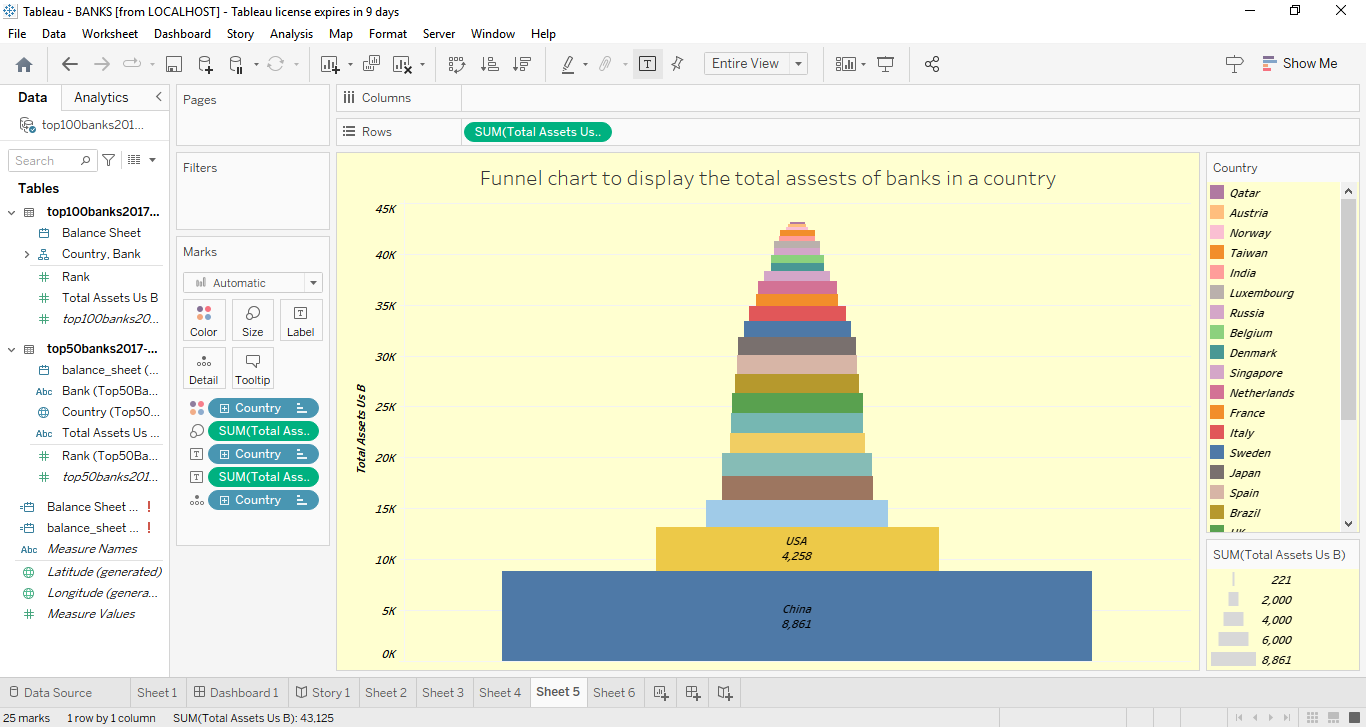 Tableau - BANKS [from LOCALHOST] - Tableau license expires in 9 days
File Data Worksheet Dashboard Story Analysis Map Format Server Window Help
Entire View
Show Me
Data Analytics
top100banks201...
Search
Tables
top100banks2017...
Balance Sheet
Country, Bank
Rank
Total Assets Us B
top100banks20...
top50banks2017-...
balance_sheet (...
Abc Bank (Top50Ba...
Country (Top50...
Abc Total Assets Us ...
Rank (Top50Ba...
top50banks201...
Balance Sheet ... !
balance_sheet ... !
Abc Measure Names
Latitude (generated)
Longitude (genera...
Measure Values
Pages
Filters
Marks
Automatic
Color Size Label
Detail Tooltip
Country
SUM(Total Ass..
Country
SUM(Total Ass..
Country
Columns
Rows SUM(Total Assets Us..
Funnel chart to display the total assests of banks in a country
Total Assets Us B
45K
40K
35K
30K
25K
20K
15K
10K
5K
0K
USA
4,258
China
8,861
Country
Qatar
Austria
Norway
Taiwan
India
Luxembourg
Russia
Belgium
Denmark
Singapore
Netherlands
France
Italy
Sweden
Japan
Spain
Brazil
UK
SUM(Total Assets Us B)
221
2,000
4,000
6,000
8,861
Data Source Sheet 1 Dashboard 1 Story 1 Sheet 2 Sheet 3 Sheet 4 Sheet 5 Sheet 6
25 marks 1 row by 1 column SUM(Total Assets Us B): 43,125